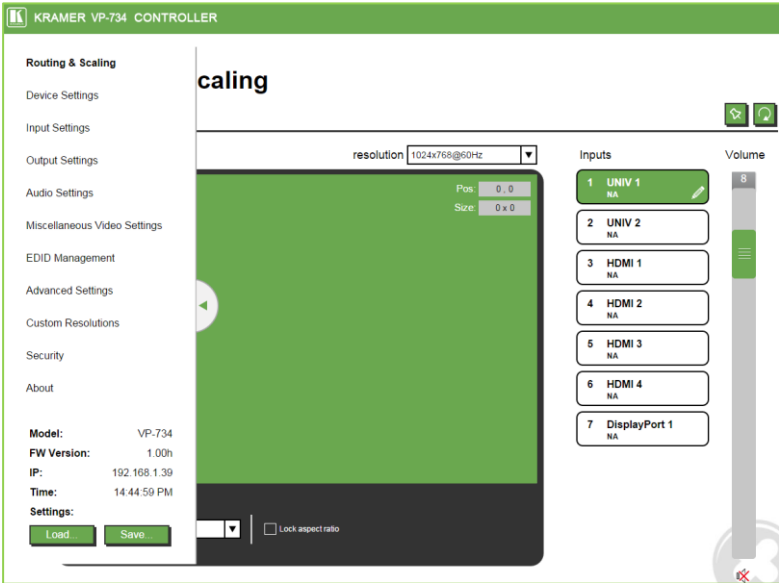 KRAMER VP-734 CONTROLLER
Routing & Scaling
Device Settings
Input Settings
Output Settings
Audio Settings
Miscellaneous Video Settings
EDID Management
Advanced Settings
Custom Resolutions
Security
About
Model: VP-734
FW Version: 1.00h
IP: 192.168.1.39
Time: 14:44:59 PM
Settings:
Load... Save...
caling
resolution 1024x768@60Hz
Pos: 0 , 0
Size: 0 x 0
Lock aspect ratio
Inputs
1 UNIV 1
NA
2 UNIV 2
NA
3 HDMI 1
NA
4 HDMI 2
NA
5 HDMI 3
NA
6 HDMI 4
NA
7 DisplayPort 1
NA
Volume
8